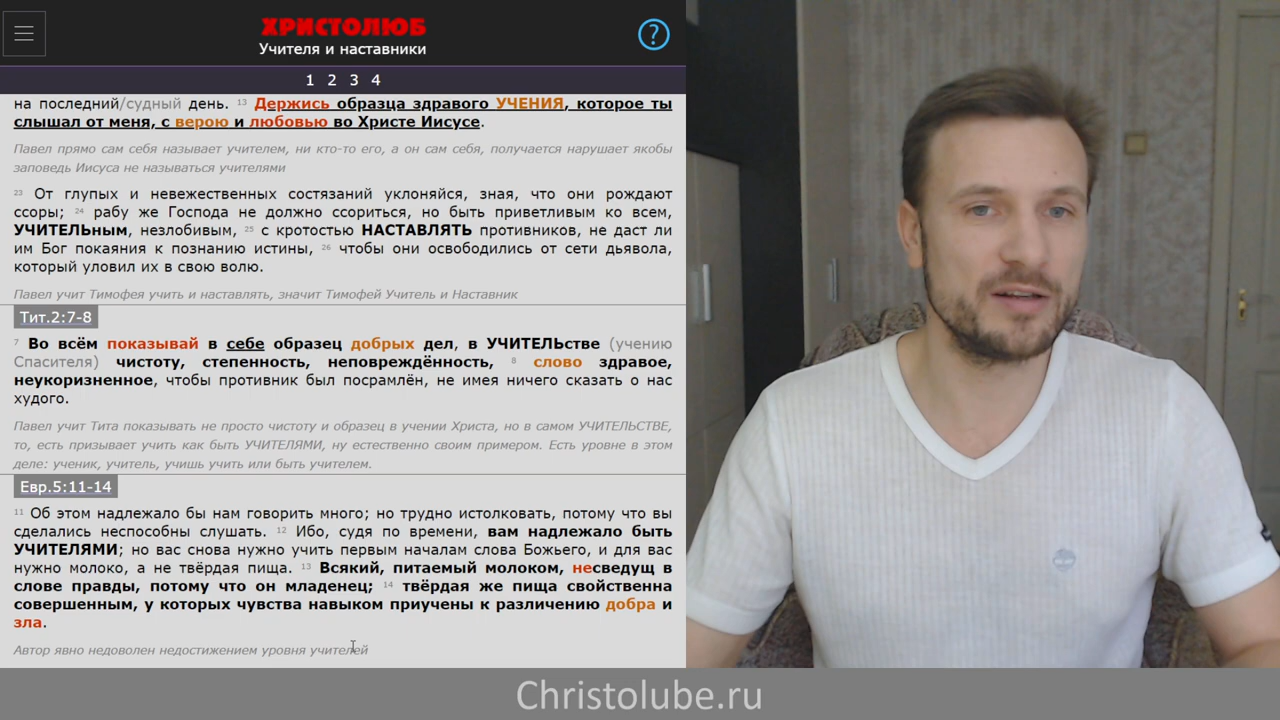 ХРИСТОЛЮБ
Учителя и наставники
?
1 2 3 4
на последний/судный день. 13 Держись образца здравого УЧЕНИЯ, которое ты
слышал от меня, с верою и любовью во Христе Иисусе.
Павел прямо сам себя называет учителем, ни кто-то его, а он сам себя, получается нарушает якобы
заповедь Иисуса не называться учителями
23 От глупых и невежественных состязаний уклоняйся, зная, что они рождают
ссоры; 24 рабу же Господа не должно ссориться, но быть приветливым ко всем,
УЧИТЕЛЬным, незлобивым, 25 с кротостью НАСТАВЛЯТЬ противников, не даст ли
им Бог покаяния к познанию истины, 26 чтобы они освободились от сети дьявола,
который уловил их в свою волю.
Павел учит Тимофея учить и наставлять, значит Тимофей Учитель и Наставник
Тит.2:7-8
7 Во всём показывай в себе образец добрых дел, в УЧИТЕЛЬстве (учению
Спасителя) чистоту, степенность, неповреждённость, 8 слово здравое,
неукоризненное, чтобы противник был посрамлён, не имея ничего сказать о нас
худого.
Павел учит Тита показывать не просто чистоту и образец в учении Христа, но в самом УЧИТЕЛЬСТВЕ,
то, есть призывает учить как быть УЧИТЕЛЯМИ, ну естественно своим примером. Есть уровне в этом
деле: ученик, учитель, учишь учить или быть учителем.
Евр.5:11-14
11 Об этом надлежало бы нам говорить много; но трудно истолковать, потому что вы
сделались неспособны слушать. 12 Ибо, судя по времени, вам надлежало быть
УЧИТЕЛЯМИ; но вас снова нужно учить первым началам слова Божьего, и для вас
нужно молоко, а не твёрдая пища. 13 Всякий, питаемый молоком, несведущ в
слове правды, потому что он младенец; 14 твёрдая же пища свойственна
совершенным, у которых чувства навыком приучены к различению добра и
зла.
Автор явно недоволен недостижением уровня учителей
Christolube.ru